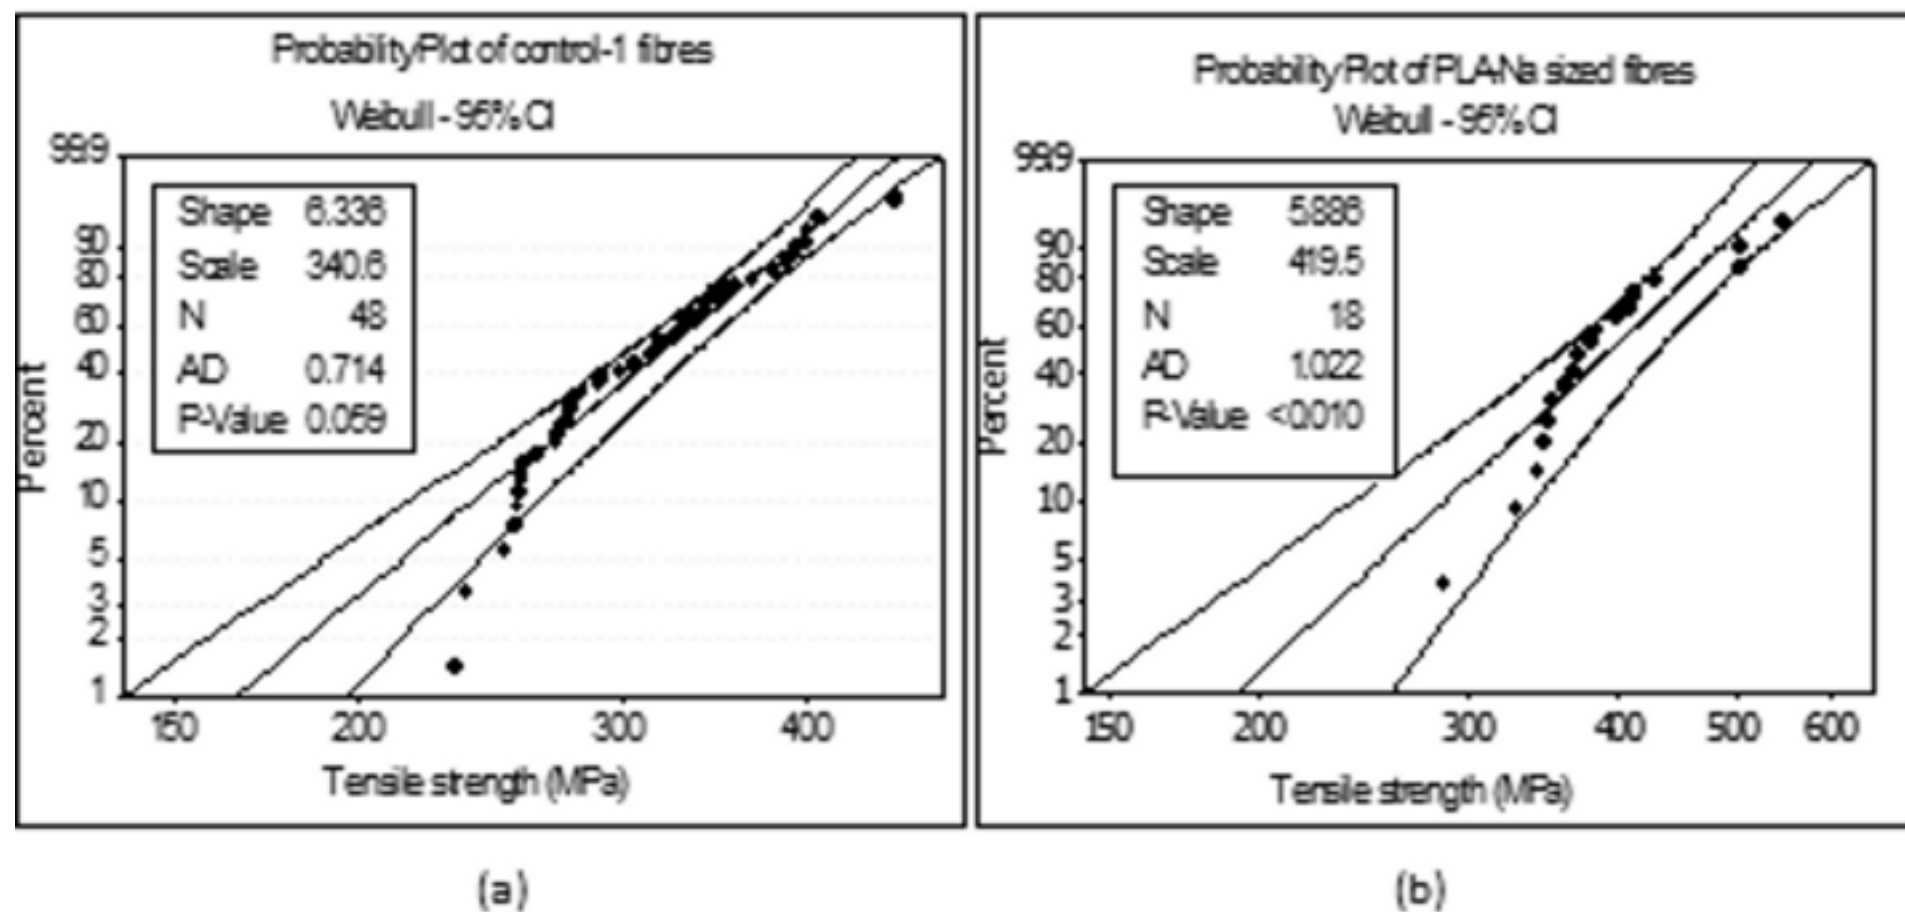 Probability Plot of control-1 fibres
Weibull - 95% CI
99.9
90
80
60
40
20
10
5
3
2
1
Percent
Shape 6.336
Scale 340.6
N 48
AD 0.714
P-Value 0.059
150 200 300 400
Tensile strength (MPa)
(a)
Probability Plot of PLA-Na sized fibres
Weibull - 95% CI
99.9
90
80
60
40
20
10
5
3
2
1
Percent
Shape 5.886
Scale 419.5
N 18
AD 1.022
P-Value <0.010
150 200 300 400 500 600
Tensile strength (MPa)
(b)